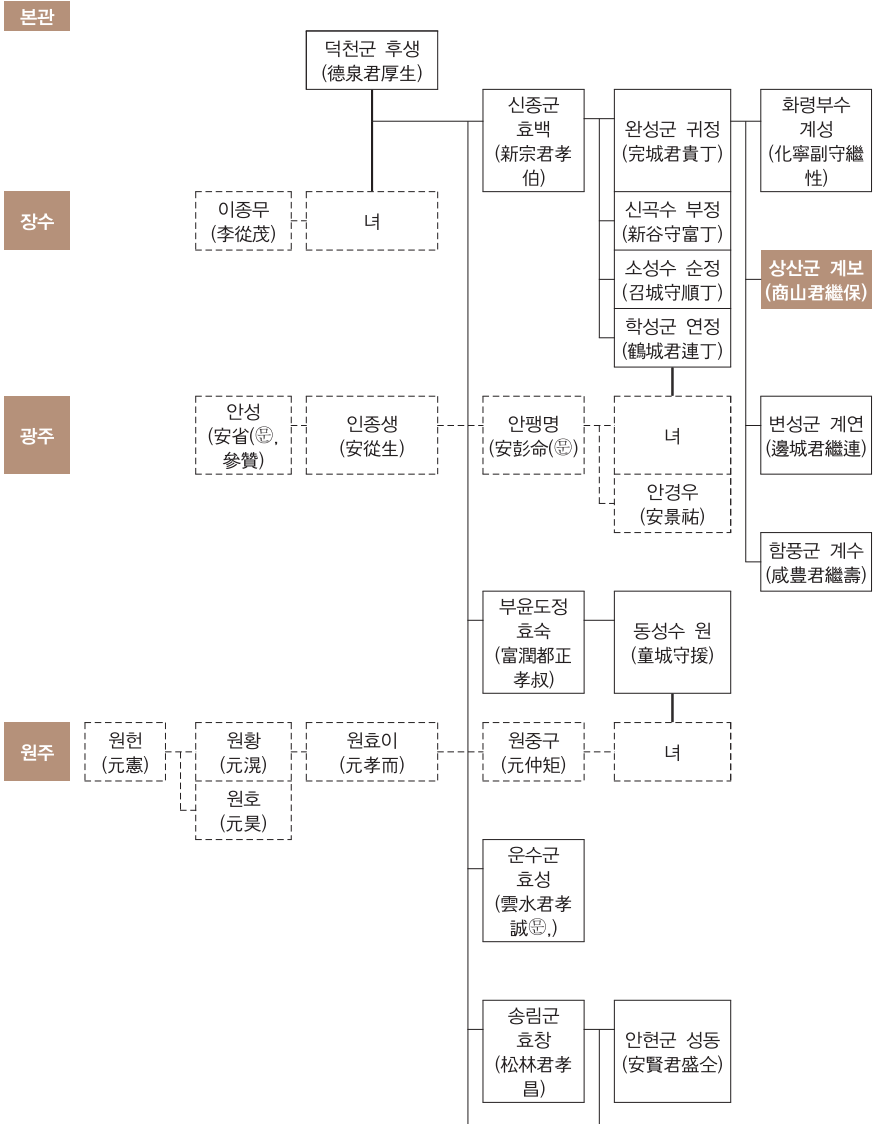 본관
덕천군 후생
(德泉君厚生)
신종군
효백
(新宗君孝
伯)
완성군 귀정
(完城君貴丁)
화령부수
계성
(化寧副守繼
性)
장수
이종무
(李從茂)
녀
신곡수 부정
(新谷守富丁)
소성수 순정
(召城守順丁)
상산군 계보
(商山君繼保)
학성군 연정
(鶴城君連丁)
광주
안성
(安省(㊂,
參贊)
인종생
(安從生)
안팽명
(安彭命(㊂)
녀
변성군 계연
(邊城君繼連)
안경우
(安景祐)
함풍군 계수
(咸豊君繼壽)
부윤도정
효숙
(富潤都正
孝叔)
동성수 원
(童城守援)
원주
원헌
(元憲)
원황
(元滉)
원효이
(元孝而)
원중구
(元仲矩)
녀
원호
(元昊)
운수군
효성
(雲水君孝
誠㊂,)
송림군
효창
(松林君孝
昌)
안현군 성동
(安賢君盛仝)